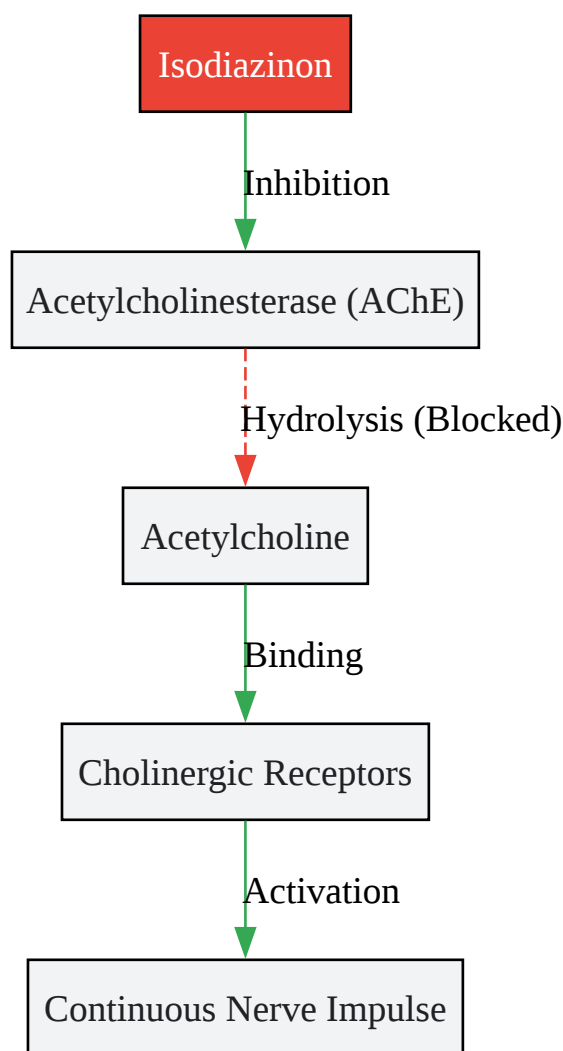 Isodiazinon
Inhibition
Acetylcholinesterase (AChE)
Hydrolysis (Blocked)
Acetylcholine
Binding
Cholinergic Receptors
Activation
Continuous Nerve Impulse